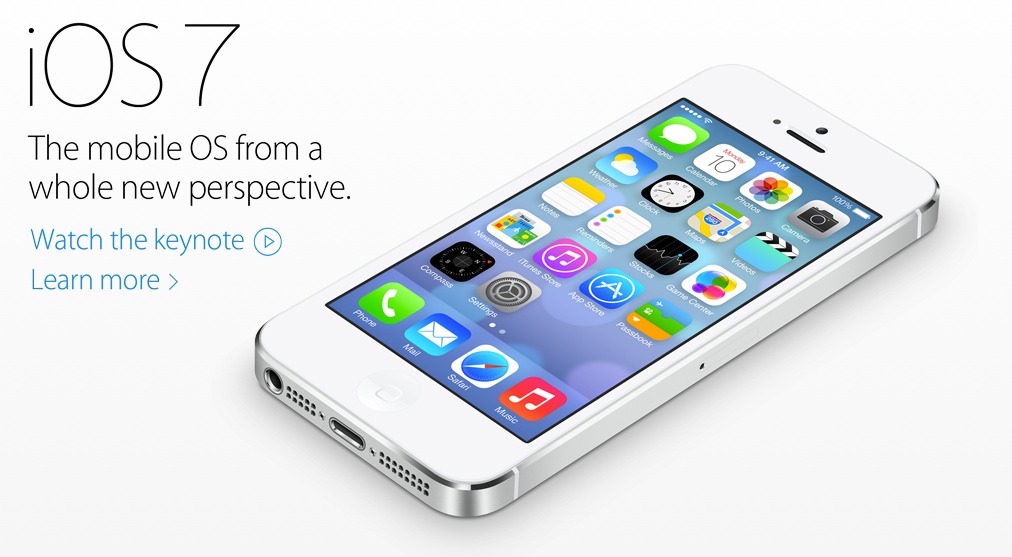 iOS 7
The mobile OS from a
whole new perspective.
Watch the keynote
Learn more
9:41 AM
100%
Messages
Monday
10
Calendar
Photos
Camera
Weather
Clock
Maps
Videos
Notes
Reminders
Stocks
Game Center
Newsstand
iTunes Store
App Store
Passbook
Compass
Settings
Phone
Mail
Safari
Music